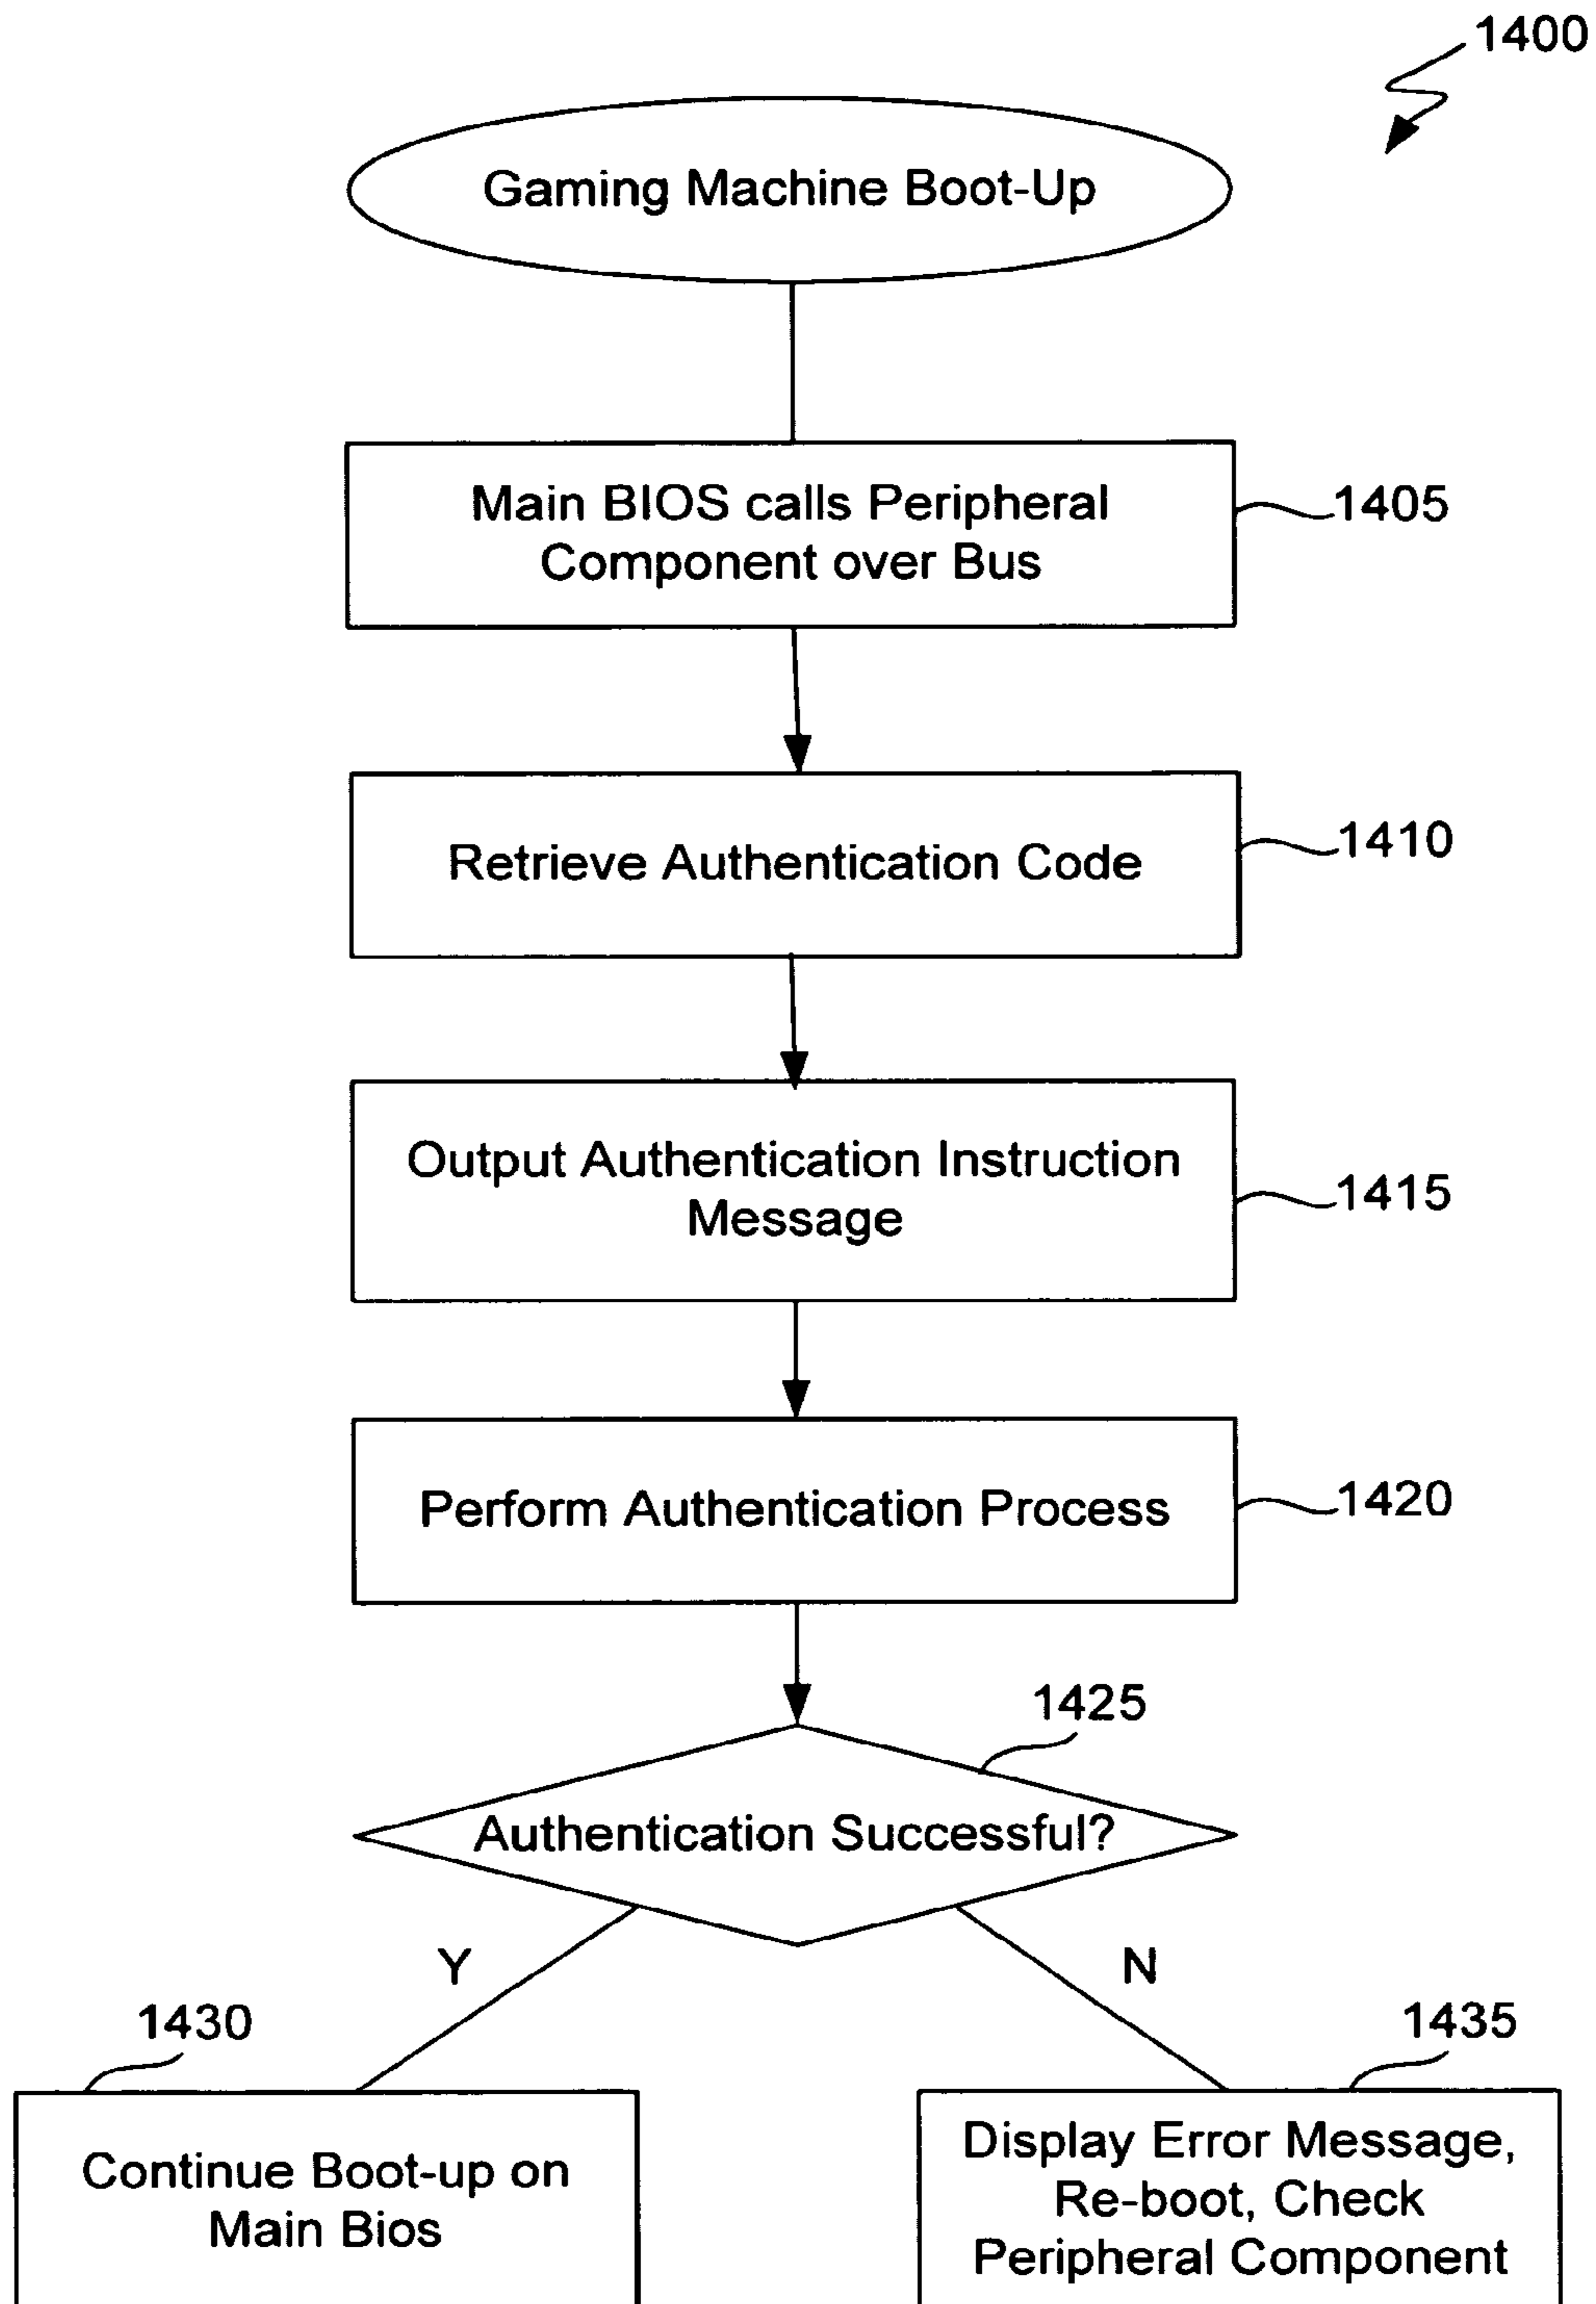 1400
Gaming Machine Boot-Up
Main BIOS calls Peripheral
Component over Bus
1405
Retrieve Authentication Code
1410
Output Authentication Instruction
Message
1415
Perform Authentication Process
1420
1425
Authentication Successful?
Y
N
1430
1435
Continue Boot-up on
Main Bios
Display Error Message,
Re-boot, Check
Peripheral Component